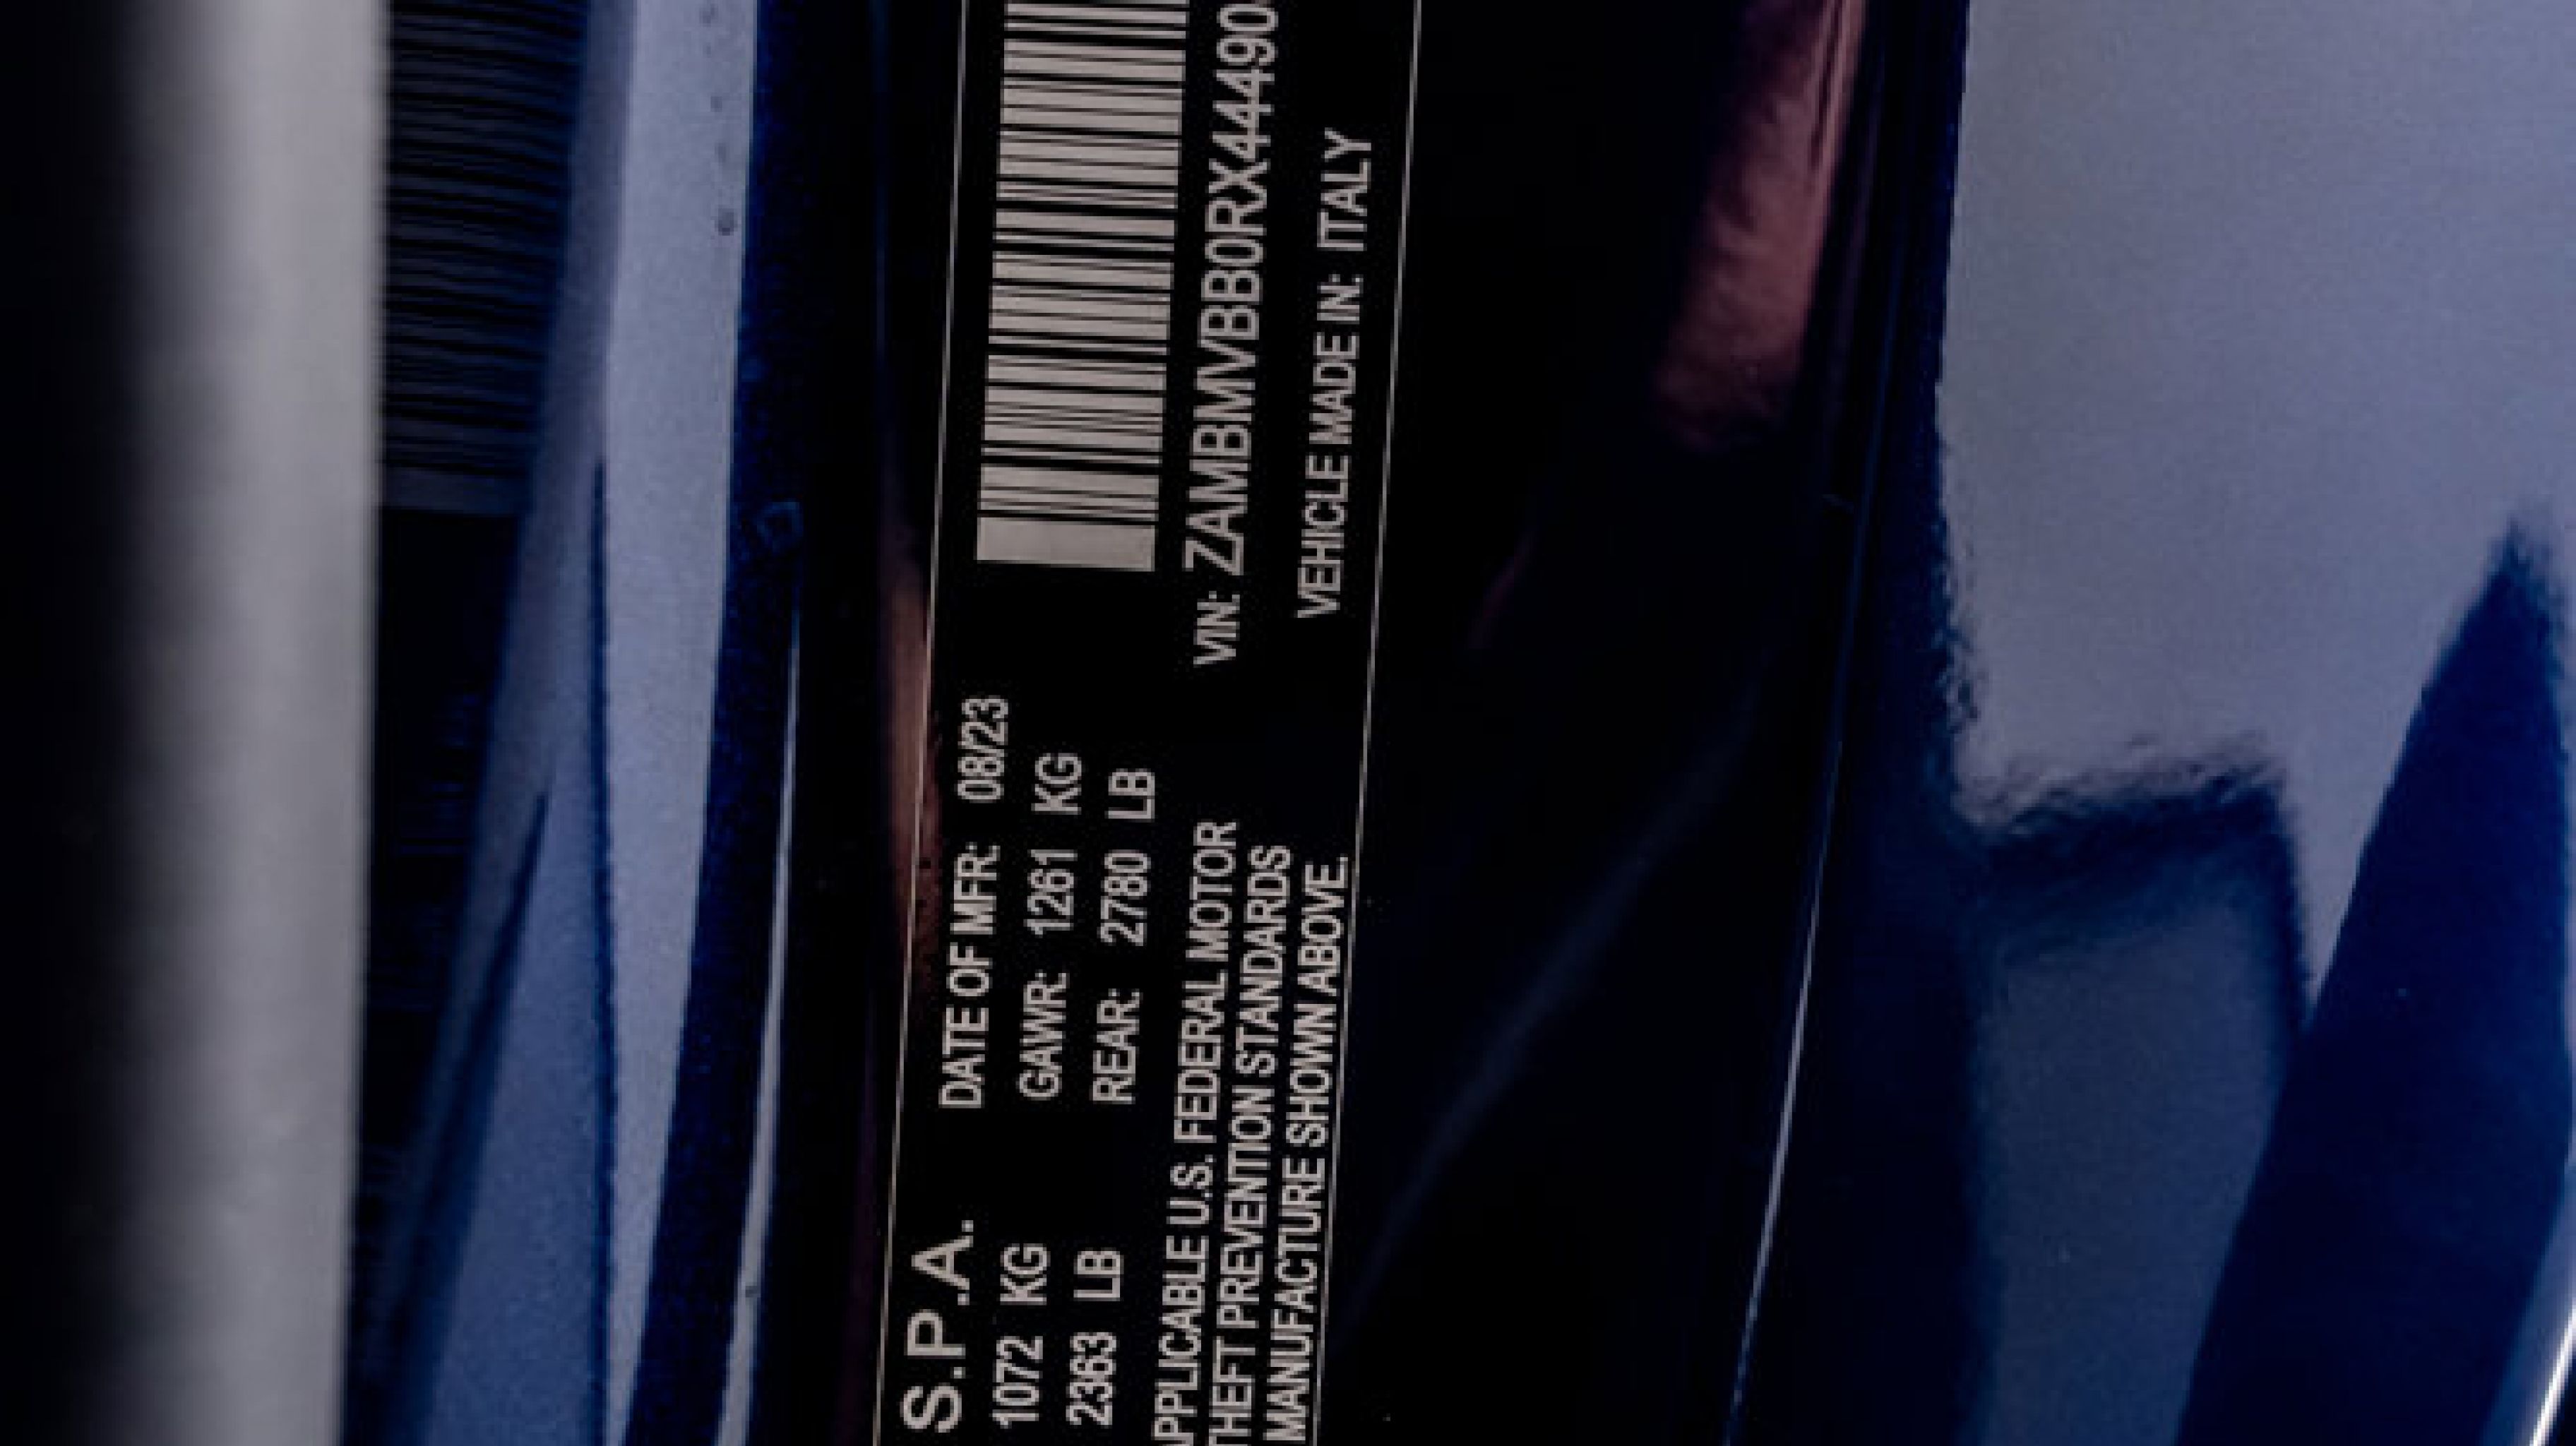 S.P.A. DATE OF MFR: 08/23
1072 KG GAWR: 1261 KG
2363 LB REAR: 2780 LB
APPLICABLE U.S. FEDERAL MOTOR
THEFT PREVENTION STANDARDS
MANUFACTURE SHOWN ABOVE.
VIN: ZAMBMVBB0RX44490
VEHICLE MADE IN: ITALY